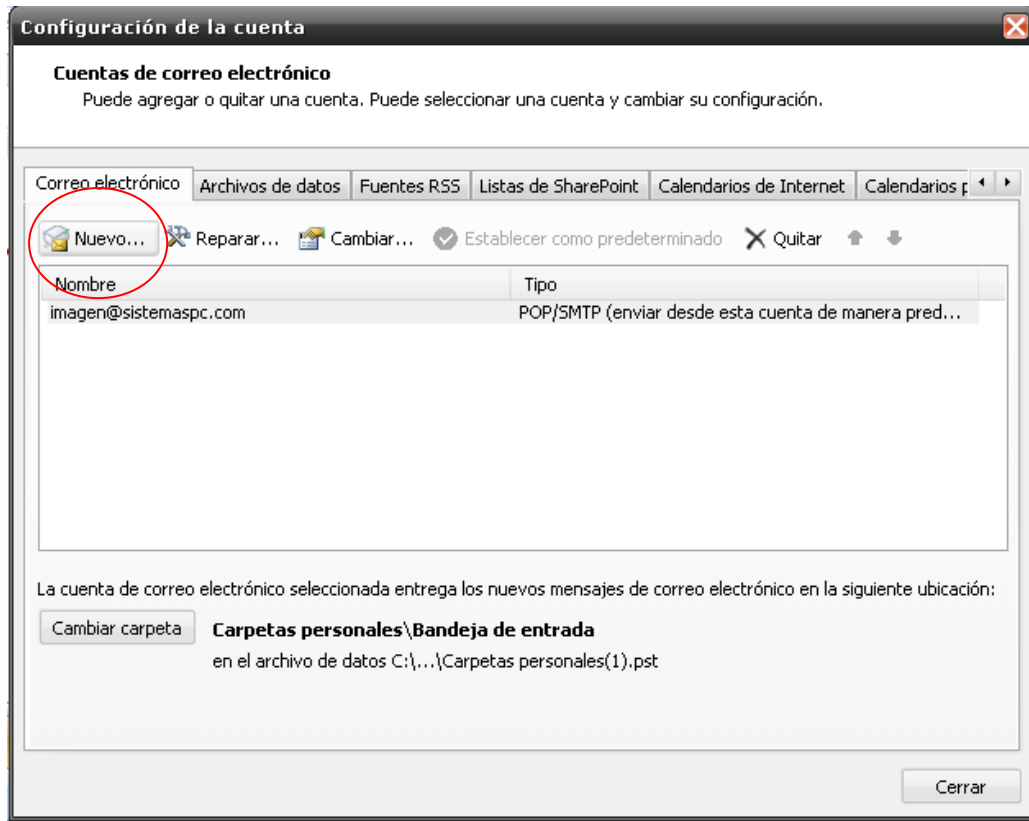 Configuración de la cuenta
Cuentas de correo electrónico
Puede agregar o quitar una cuenta. Puede seleccionar una cuenta y cambiar su configuración.
Correo electrónico Archivos de datos Fuentes RSS Listas de SharePoint Calendarios de Internet Calendarios p
Nuevo... Reparar... Cambiar... Establecer como predeterminado Quitar
Nombre Tipo
imagen@sistemaspc.com POP/SMTP (enviar desde esta cuenta de manera pred...
La cuenta de correo electrónico seleccionada entrega los nuevos mensajes de correo electrónico en la siguiente ubicación:
Cambiar carpeta Carpetas personales\Bandeja de entrada
en el archivo de datos C:\...\Carpetas personales(1).pst
Cerrar